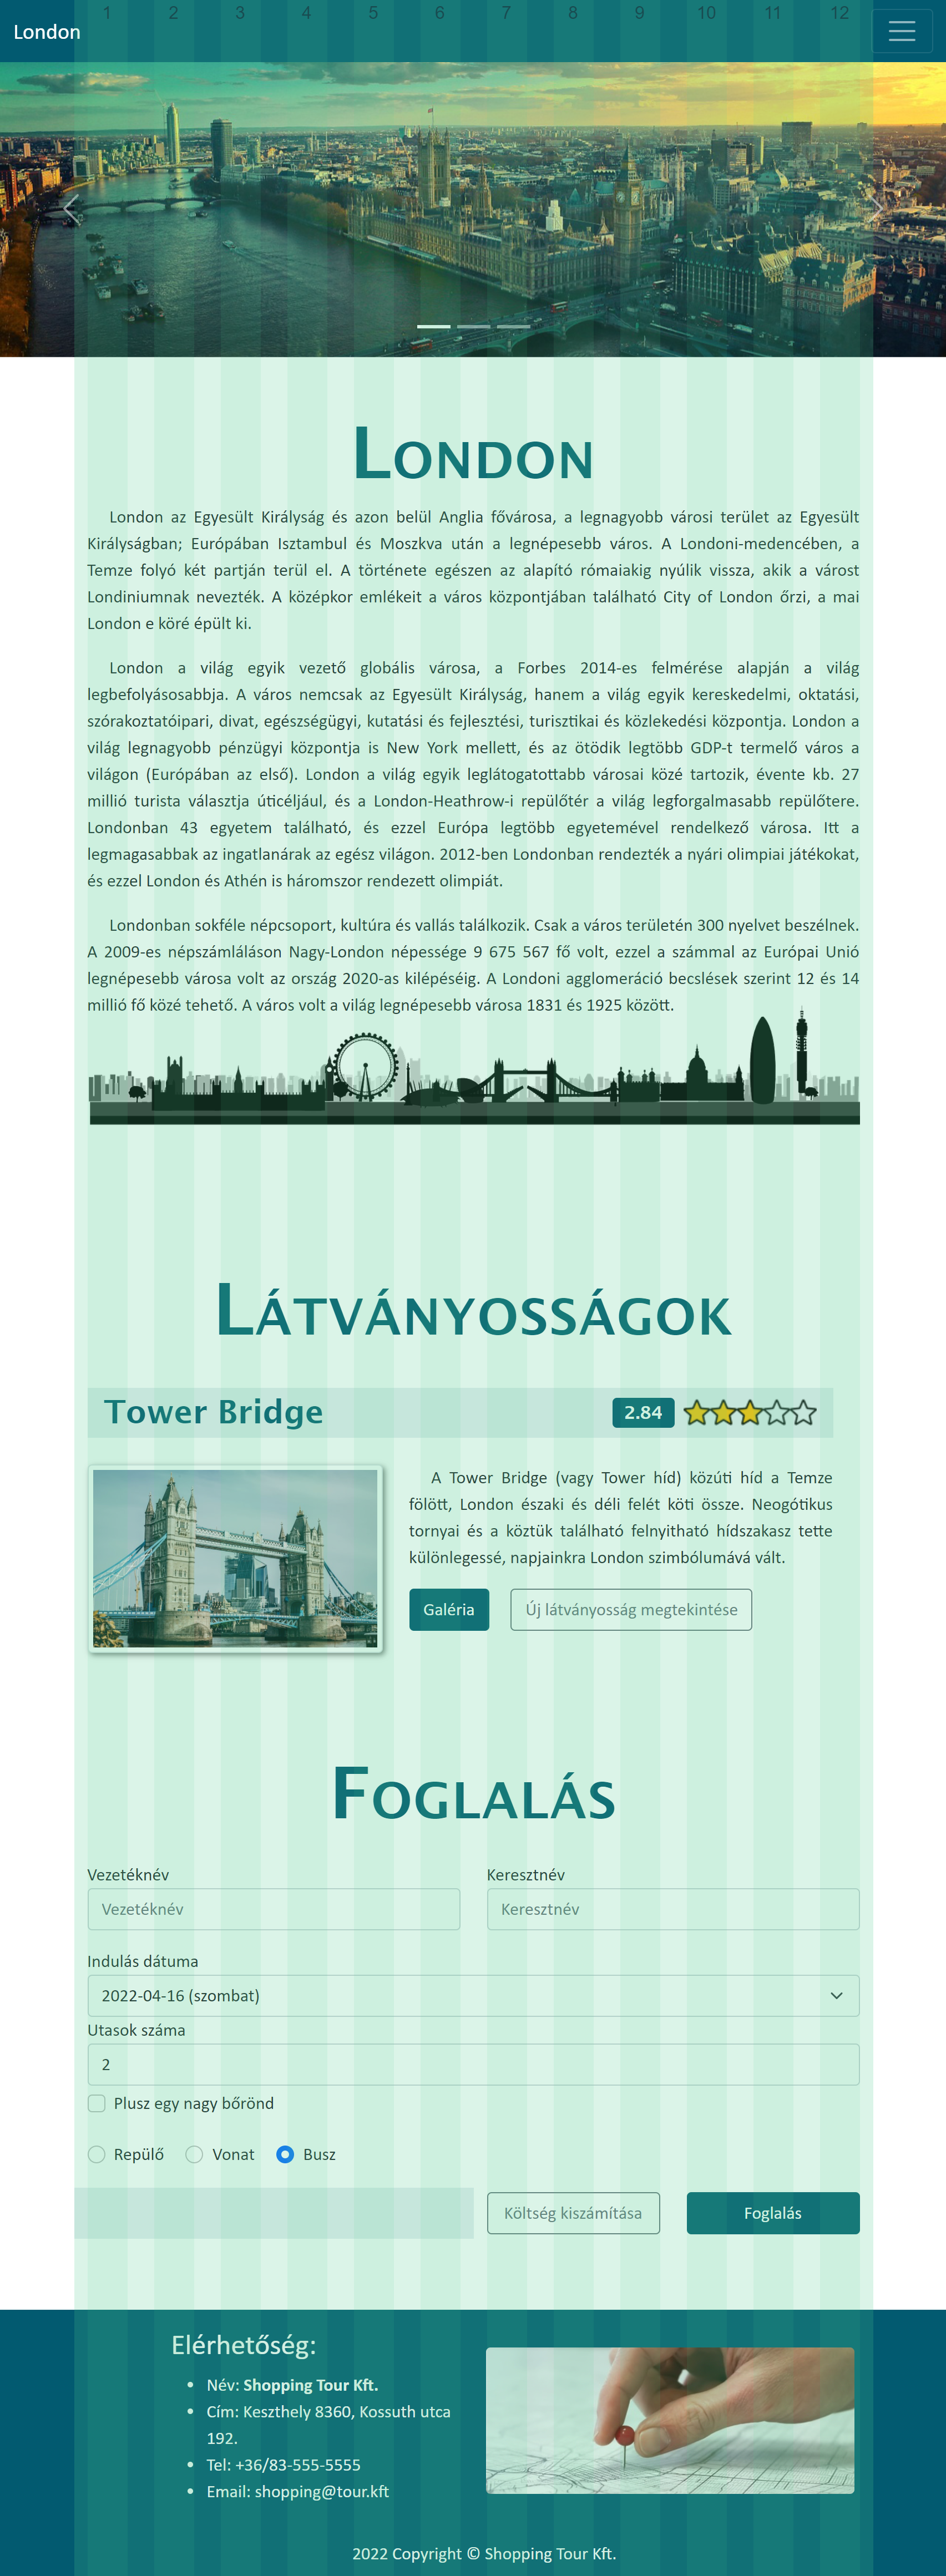 London
1 2 3 4 5 6 7 8 9 10 11 12
London
London az Egyesült Királyság és azon belül Anglia fővárosa, a legnagyobb városi terület az Egyesült
Királyságban; Európában Isztambul és Moszkva után a legnépesebb város. A Londoni-medencében, a
Temze folyó két partján terül el. A története egészen az alapító rómaiakig nyúlik vissza, akik a várost
Londiniumnak nevezték. A középkor emlékeit a város központjában található City of London őrzi, a mai
London e köré épült ki.
London a világ egyik vezető globális városa, a Forbes 2014-es felmérése alapján a világ
legbefolyásosabbja. A város nemcsak az Egyesült Királyság, hanem a világ egyik kereskedelmi, oktatási,
szórakoztatóipari, divat, egészségügyi, kutatási és fejlesztési, turisztikai és közlekedési központja. London a
világ legnagyobb pénzügyi központja is New York mellett, és az ötödik legtöbb GDP-t termelő város a
világon (Európában az első). London a világ egyik leglátogatottabb városai közé tartozik, évente kb. 27
millió turista választja úticéljául, és a London-Heathrow-i repülőtér a világ legforgalmasabb repülőtere.
Londonban 43 egyetem található, és ezzel Európa legtöbb egyetemével rendelkező városa. Itt a
legmagasabbak az ingatlanárak az egész világon. 2012-ben Londonban rendezték a nyári olimpiai játékokat,
és ezzel London és Athén is háromszor rendezett olimpiát.
Londonban sokféle népcsoport, kultúra és vallás találkozik. Csak a város területén 300 nyelvet beszélnek.
A 2009-es népszámláláson Nagy-London népessége 9 675 567 fő volt, ezzel a számmal az Európai Unió
legnépesebb városa volt az ország 2020-as kilépéséig. A Londoni agglomeráció becslések szerint 12 és 14
millió fő közé tehető. A város volt a világ legnépesebb városa 1831 és 1925 között.
Látványosságok
Tower Bridge 2.84
A Tower Bridge (vagy Tower híd) közúti híd a Temze
fölött, London északi és déli felét köti össze. Neogótikus
tornyai és a köztük található felnyitható hídszakasz tette
különlegessé, napjainkra London szimbólumává vált.
Galéria Új látványosság megtekintése
Foglalás
Vezetéknév Keresztnév
Vezetéknév Keresztnév
Indulás dátuma
2022-04-16 (szombat)
Utasok száma
2
Plusz egy nagy bőrönd
Repülő Vonat Busz
Költség kiszámítása Foglalás
Elérhetőség:
Név: Shopping Tour Kft.
Cím: Keszthely 8360, Kossuth utca
192.
Tel: +36/83-555-5555
Email: shopping@tour.kft
2022 Copyright © Shopping Tour Kft.